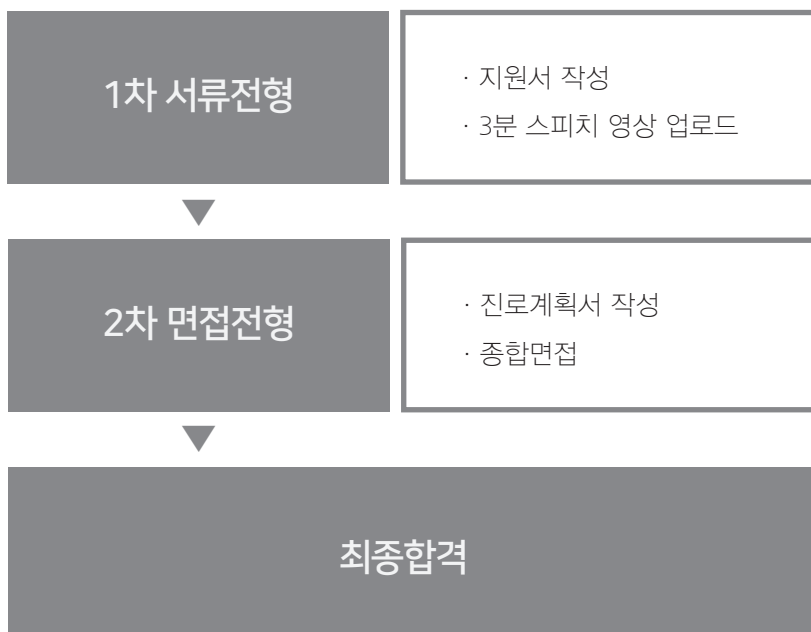 1차 서류전형
· 지원서 작성
· 3분 스피치 영상 업로드
2차 면접전형
· 진로계획서 작성
· 종합면접
최종합격